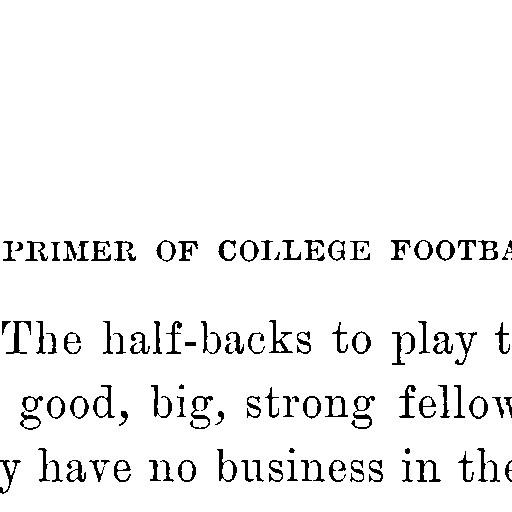 PRIMER OF COLLEGE FOOTBA
The half-backs to play t
good, big, strong fellow
y have no business in the